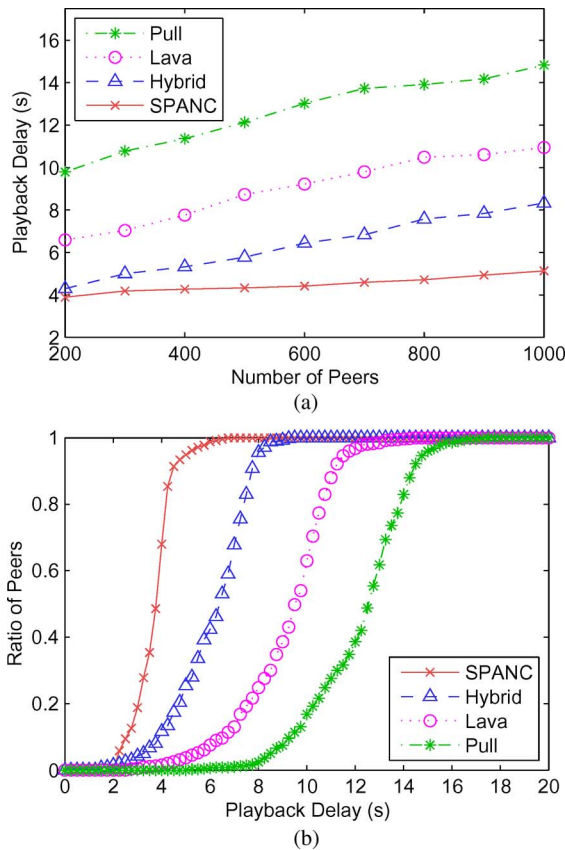 17.5
16
14
12
10
8
6
4
2
Playback Delay (s)
Pull
Lava
Hybrid
SPANC
200 400 600 800 1000
Number of Peers
(a)
1
0.8
0.6
0.4
0.2
0
Ratio of Peers
SPANC
Hybrid
Lava
Pull
0 2 4 6 8 10 12 14 16 18 20
Playback Delay (s)
(b)